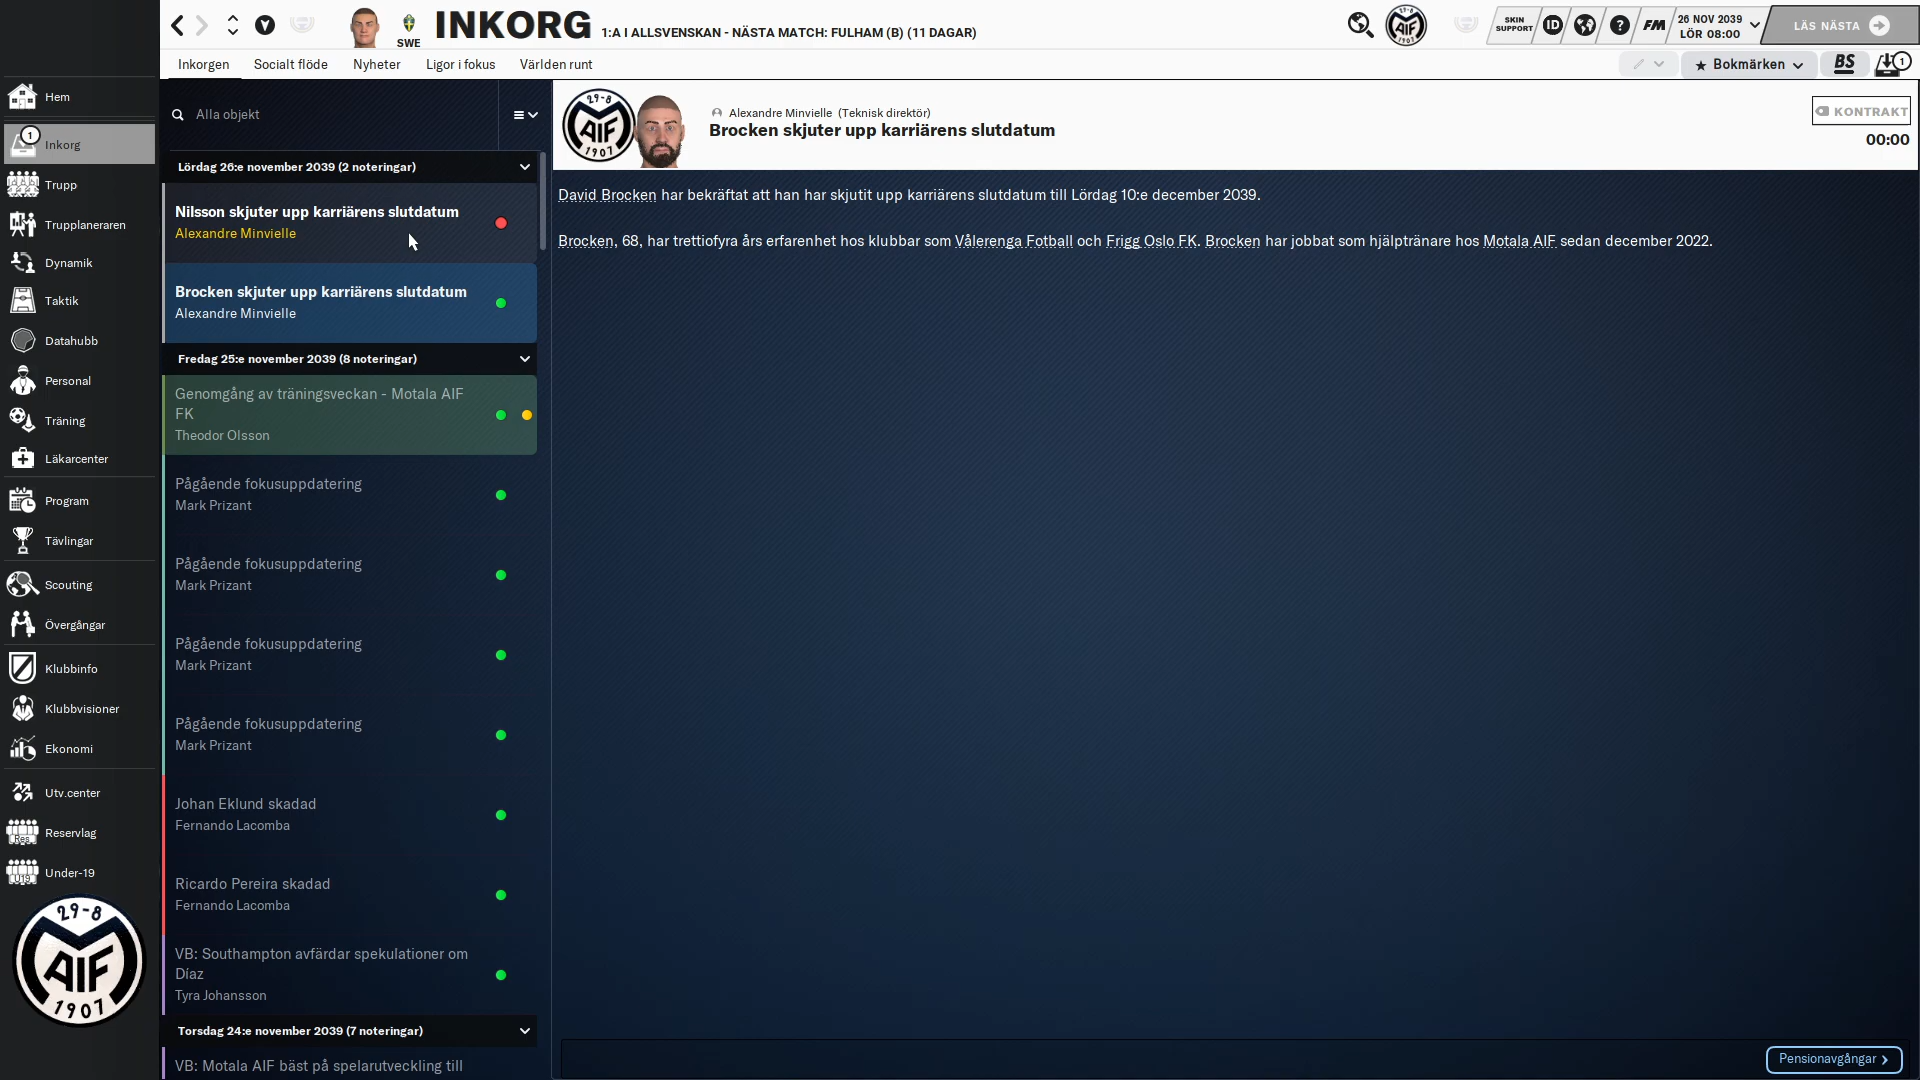 INKORG
SWE
1:A I ALLSVENSKAN - NÄSTA MATCH: FULHAM (B) (11 DAGAR)
SKIN
SUPPORT
ID
FM
26 NOV 2039
LÖR 08:00
LÄS NÄSTA
Inkorgen
Socialt flöde
Nyheter
Ligor i fokus
Världen runt
Bokmärken
BS
1
Hem
1
Inkorg
Trupp
Trupplaneraren
Dynamik
Taktik
Datahubb
Personal
Träning
Läkarcenter
Program
Tävlingar
Scouting
Övergångar
Klubbinfo
Klubbvisioner
Ekonomi
Utv.center
Res
Reservlag
U19
Under-19
29-8
AIF
1907
Alla objekt
Lördag 26:e november 2039 (2 noteringar)
Nilsson skjuter upp karriärens slutdatum
Alexandre Minvielle
Brocken skjuter upp karriärens slutdatum
Alexandre Minvielle
Fredag 25:e november 2039 (8 noteringar)
Genomgång av träningsveckan - Motala AIF
FK
Theodor Olsson
Pågående fokusuppdatering
Mark Prizant
Pågående fokusuppdatering
Mark Prizant
Pågående fokusuppdatering
Mark Prizant
Pågående fokusuppdatering
Mark Prizant
Johan Eklund skadad
Fernando Lacomba
Ricardo Pereira skadad
Fernando Lacomba
VB: Southampton avfärdar spekulationer om
Díaz
Tyra Johansson
Torsdag 24:e november 2039 (7 noteringar)
VB: Motala AIF bäst på spelarutveckling till
29-8
AIF
1907
Alexandre Minvielle (Teknisk direktör)
Brocken skjuter upp karriärens slutdatum
KONTRAKT
00:00
David Brocken har bekräftat att han har skjutit upp karriärens slutdatum till Lördag 10:e december 2039.
Brocken, 68, har trettiofyra års erfarenhet hos klubbar som Vålerenga Fotball och Frigg Oslo FK. Brocken har jobbat som hjälptränare hos Motala AIF sedan december 2022.
Pensionavgångar